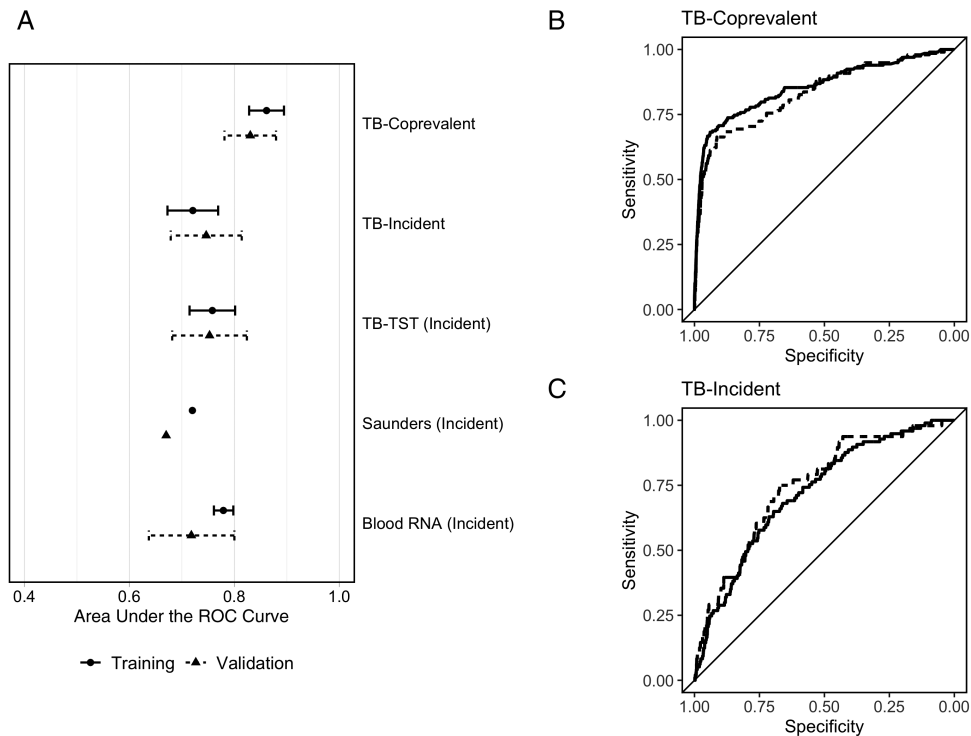 A
TB-Coprevalent
TB-Incident
TB-TST (Incident)
Saunders (Incident)
Blood RNA (Incident)
0.4 0.6 0.8 1.0
Area Under the ROC Curve
Training Validation
B
TB-Coprevalent
1.00
0.75
0.50
0.25
0.00
Sensitivity
1.00 0.75 0.50 0.25 0.00
Specificity
C
TB-Incident
1.00
0.75
0.50
0.25
0.00
Sensitivity
1.00 0.75 0.50 0.25 0.00
Specificity